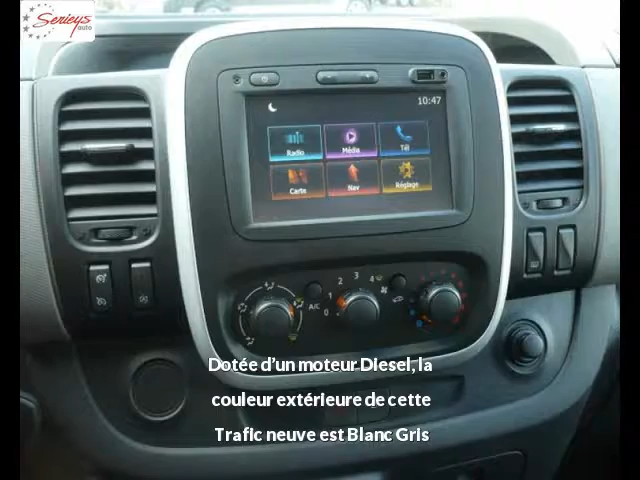 Serieys
auto
10:47
Radio
Média
Tél
Carte
Nav
Réglage
A/C
0
1
2
3
4
Dotée d'un moteur Diesel, la
couleur extérieure de cette
Trafic neuve est Blanc Gris